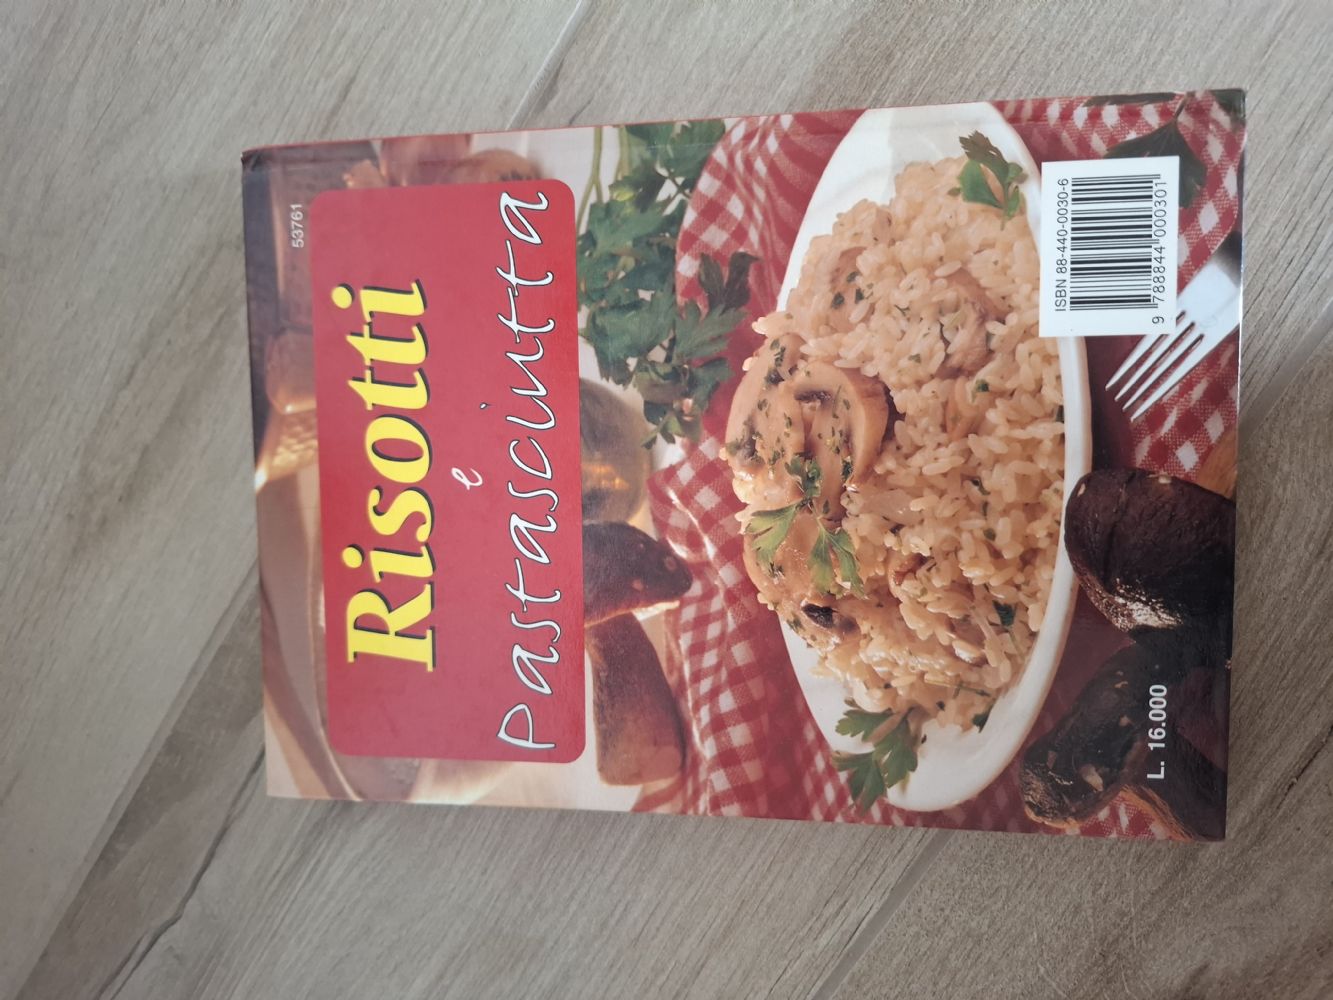 53761
Risotti
e
Pastasciutta
ISBN 88-440-0030-6
9 788844 000301
L. 16.000